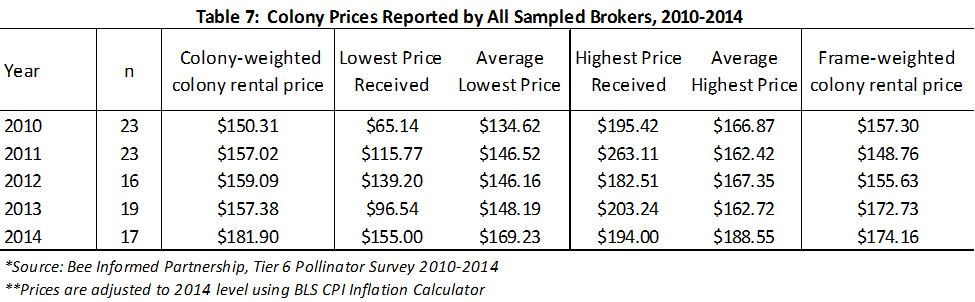 Table 7: Colony Prices Reported by All Sampled Brokers, 2010-2014
Year n Colony-weighted colony rental price Lowest Price Received Average Lowest Price Highest Price Received Average Highest Price Frame-weighted colony rental price
2010 23 $150.31 $65.14 $134.62 $195.42 $166.87 $157.30
2011 23 $157.02 $115.77 $146.52 $263.11 $162.42 $148.76
2012 16 $159.09 $139.20 $146.16 $182.51 $167.35 $155.63
2013 19 $157.38 $96.54 $148.19 $203.24 $162.72 $172.73
2014 17 $181.90 $155.00 $169.23 $194.00 $188.55 $174.16
*Source: Bee Informed Partnership, Tier 6 Pollinator Survey 2010-2014
**Prices are adjusted to 2014 level using BLS CPI Inflation Calculator